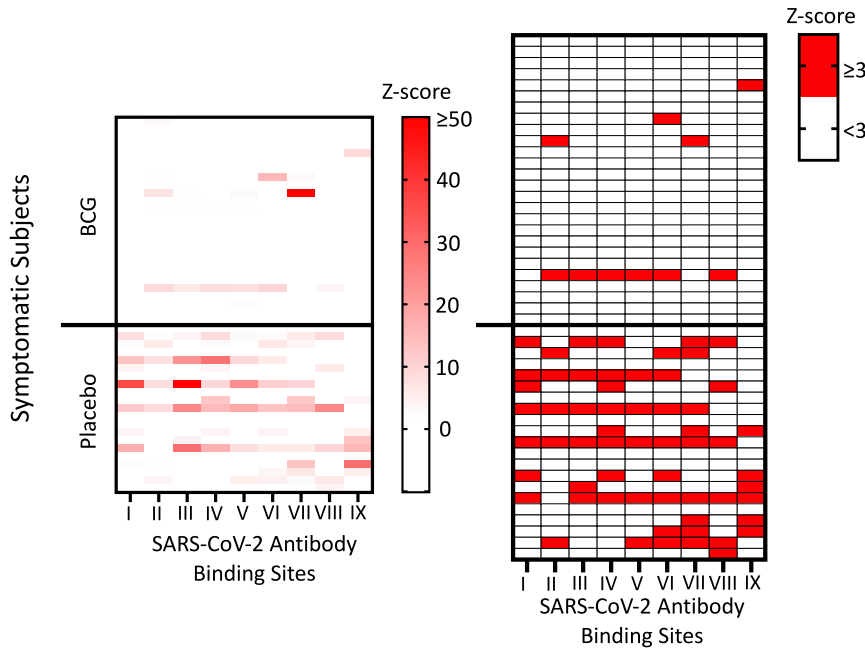 Z-score
≥50
40
30
20
10
0
Symptomatic Subjects
BCG
Placebo
I II III IV V VI VII VIII IX
SARS-CoV-2 Antibody
Binding Sites
Z-score
≥3
<3
I II III IV V VI VII VIII IX
SARS-CoV-2 Antibody
Binding Sites